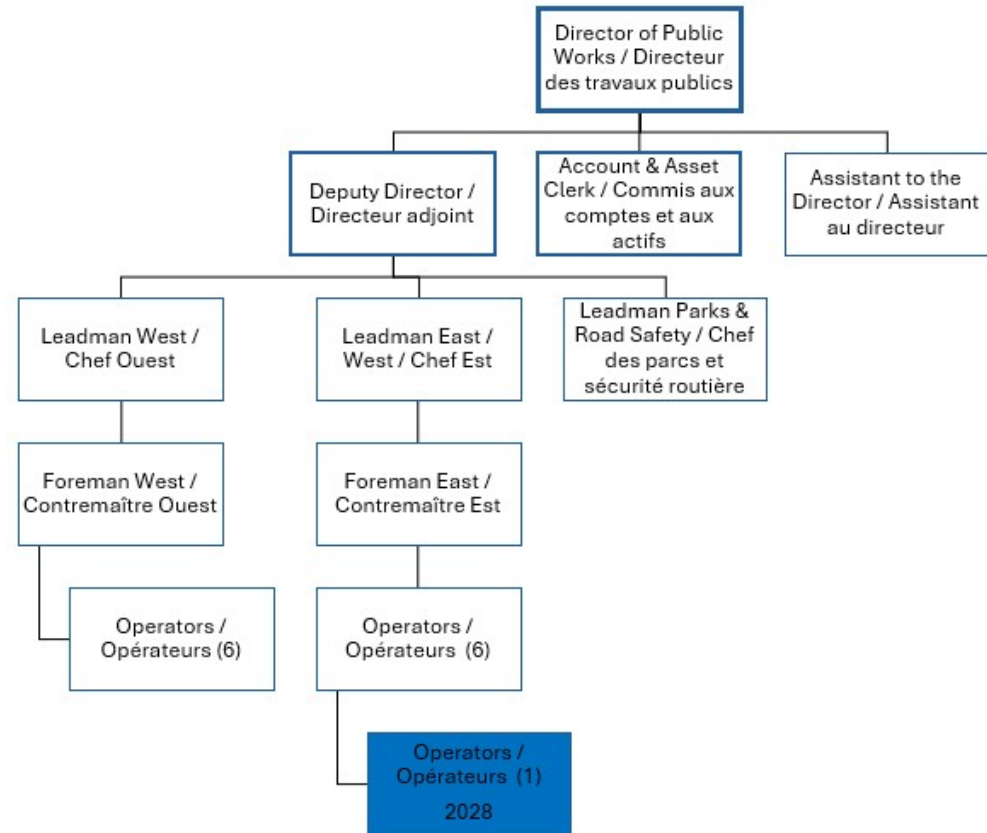 Director of Public
Works / Directeur
des travaux publics
Deputy Director /
Directeur adjoint
Account & Asset
Clerk / Commis aux
comptes et aux
actifs
Assistant to the
Director / Assistant
au directeur
Leadman West /
Chef Ouest
Leadman East /
West / Chef Est
Leadman Parks &
Road Safety / Chef
des parcs et
sécurité routière
Foreman West /
Contremaître Ouest
Foreman East /
Contremaître Est
Operators /
Opérateurs (6)
Operators /
Opérateurs (6)
Operators /
Opérateurs (1)
2028